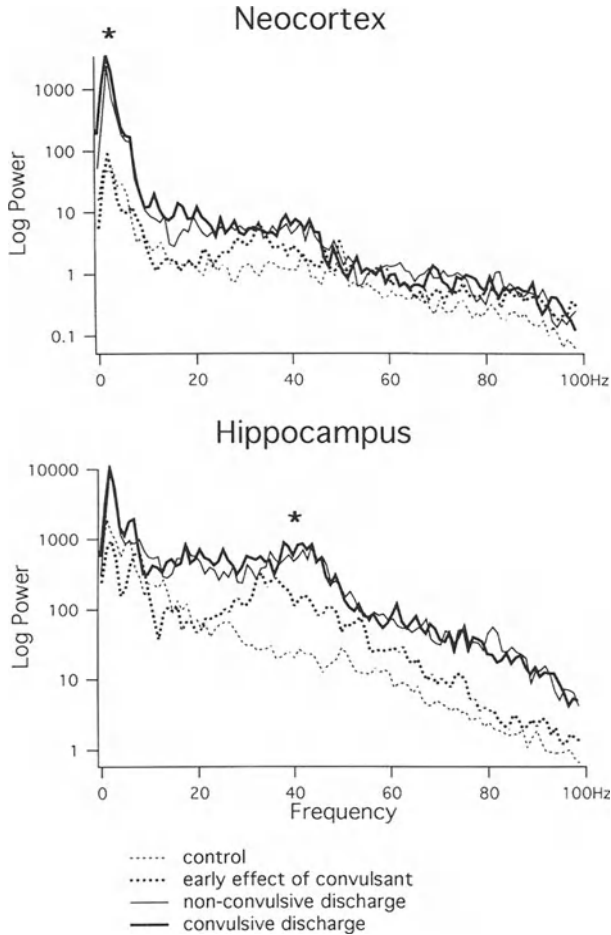 Neocortex
*
1000
100
10
1
0.1
Log Power
0 20 40 60 80 100Hz
Hippocampus
10000
*
1000
100
10
1
Log Power
0 20 40 60 80 100Hz
Frequency
control
early effect of convulsant
non-convulsive discharge
convulsive discharge